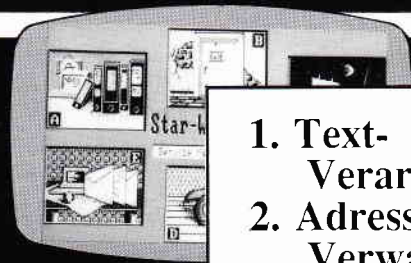 B
A
Star-
E
D
1. Text-
Verar
2. Adress
Verwa